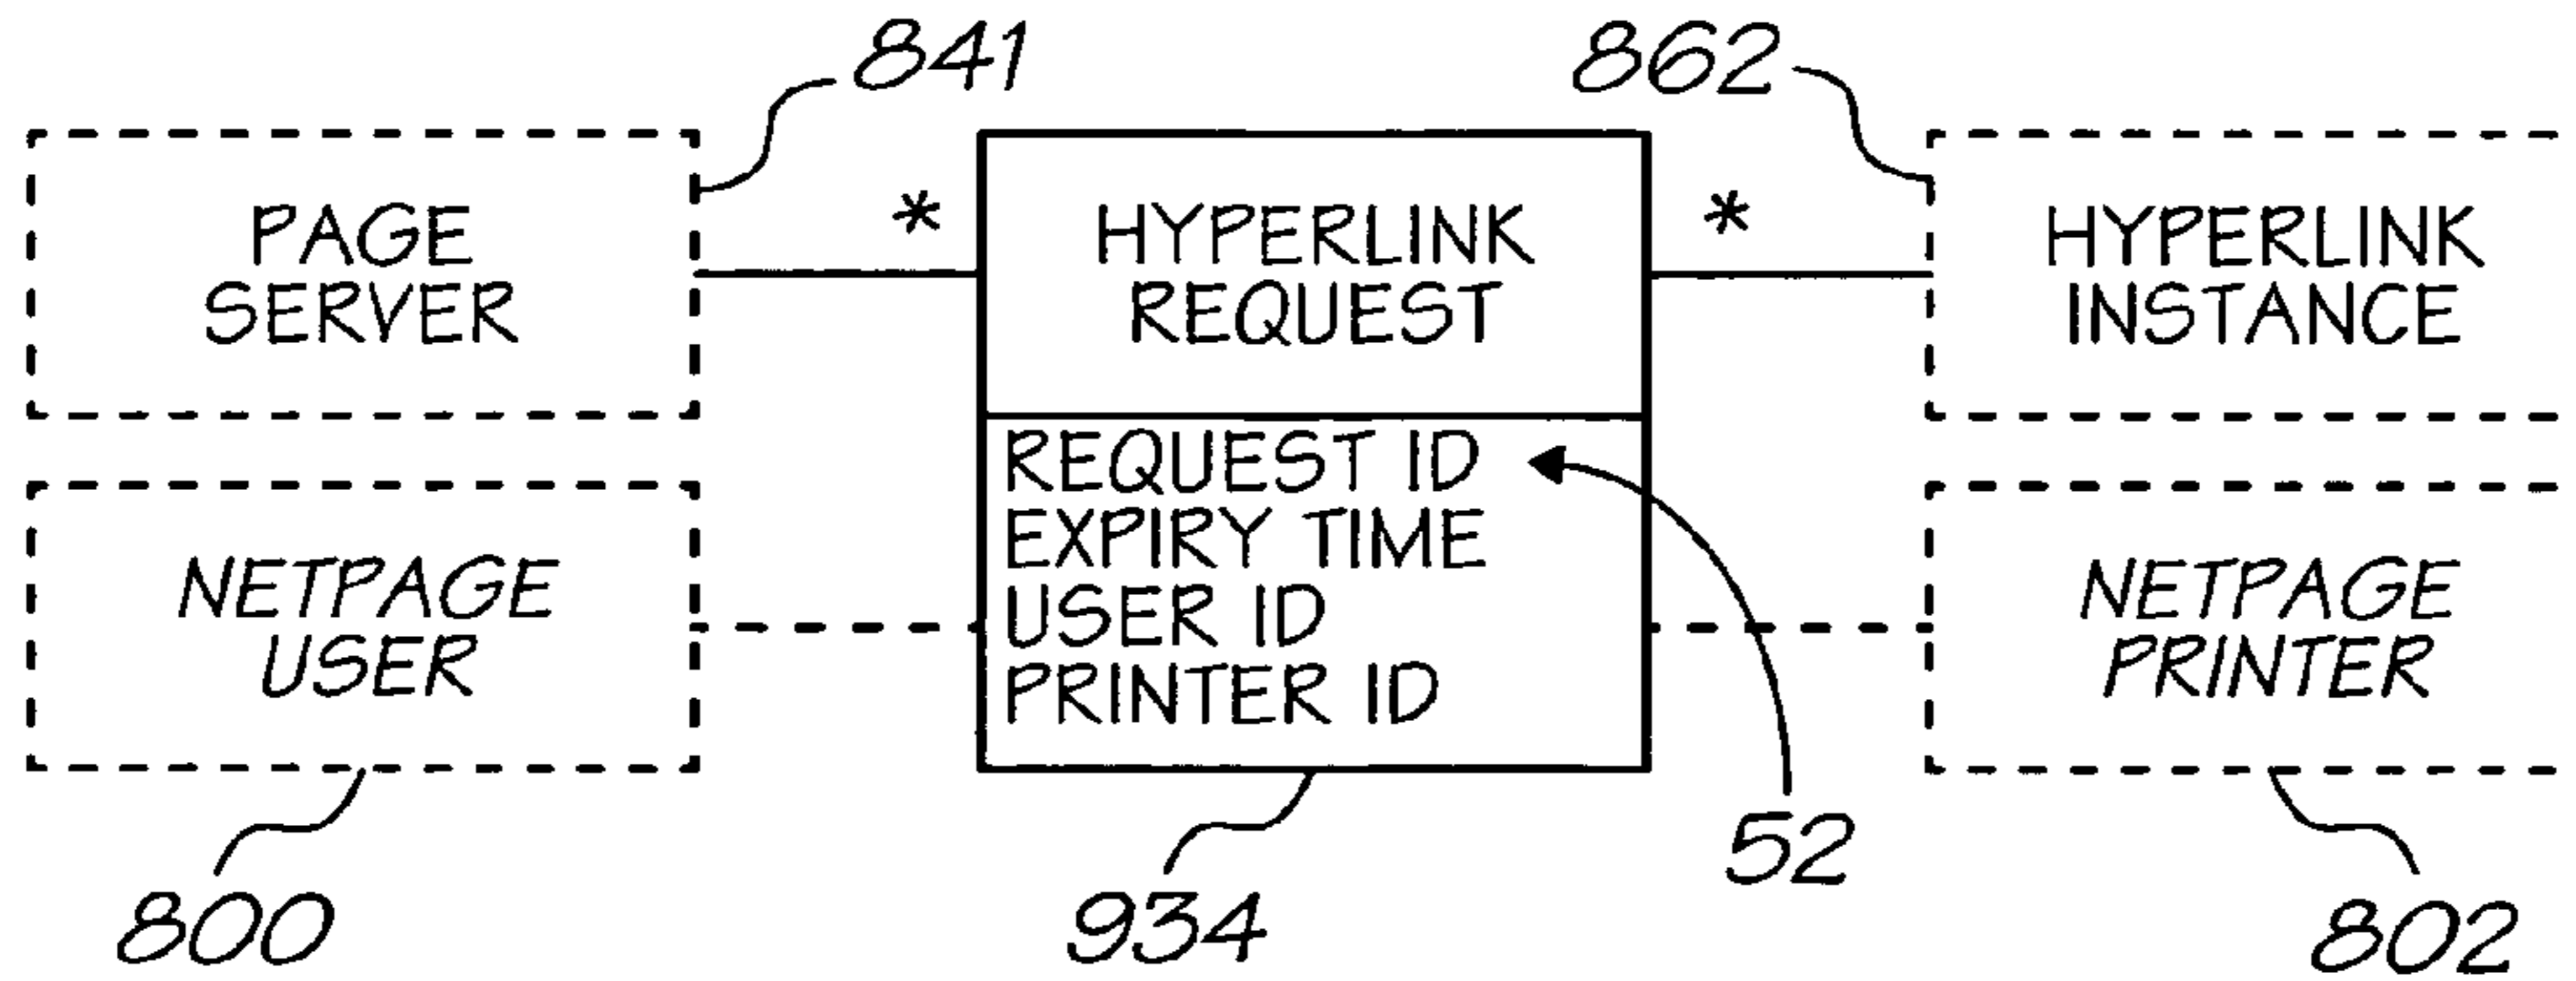 841
862
PAGE
SERVER
*
HYPERLINK
REQUEST
*
HYPERLINK
INSTANCE
NETPAGE
USER
REQUEST ID
EXPIRY TIME
USER ID
PRINTER ID
NETPAGE
PRINTER
800
934
52
802